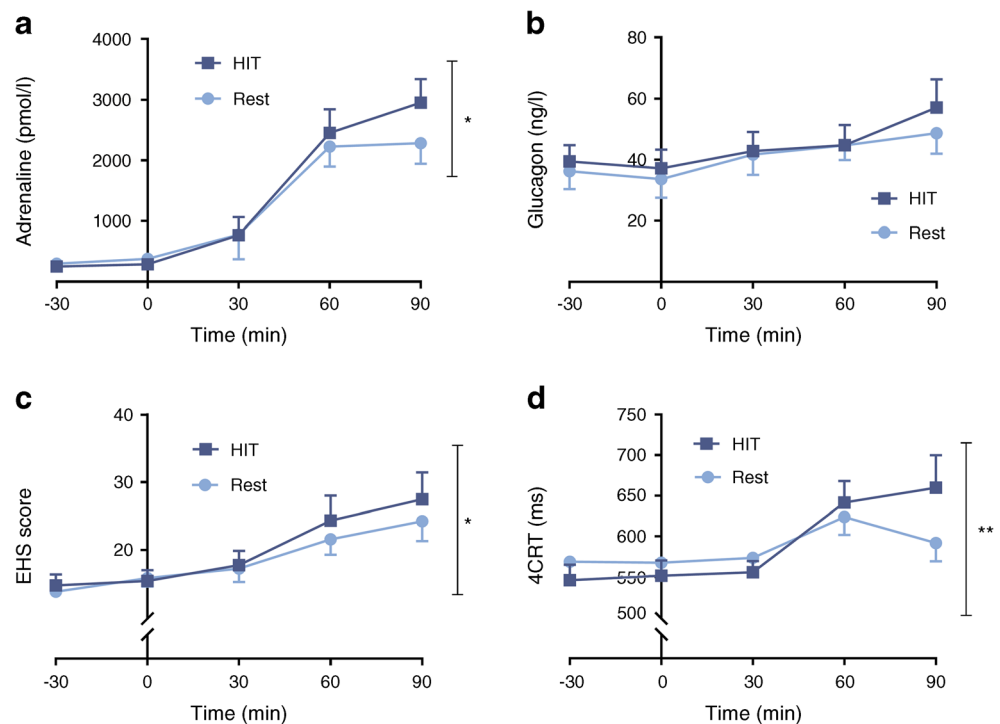 a
4000
3000
2000
1000
Adrenaline (pmol/l)
HIT
Rest
*
-30 0 30 60 90
Time (min)
b
80
60
40
20
Glucagon (ng/l)
HIT
Rest
-30 0 30 60 90
Time (min)
c
40
30
20
EHS score
HIT
Rest
*
-30 0 30 60 90
Time (min)
d
750
700
650
600
550
500
4CRT (ms)
HIT
Rest
**
-30 0 30 60 90
Time (min)